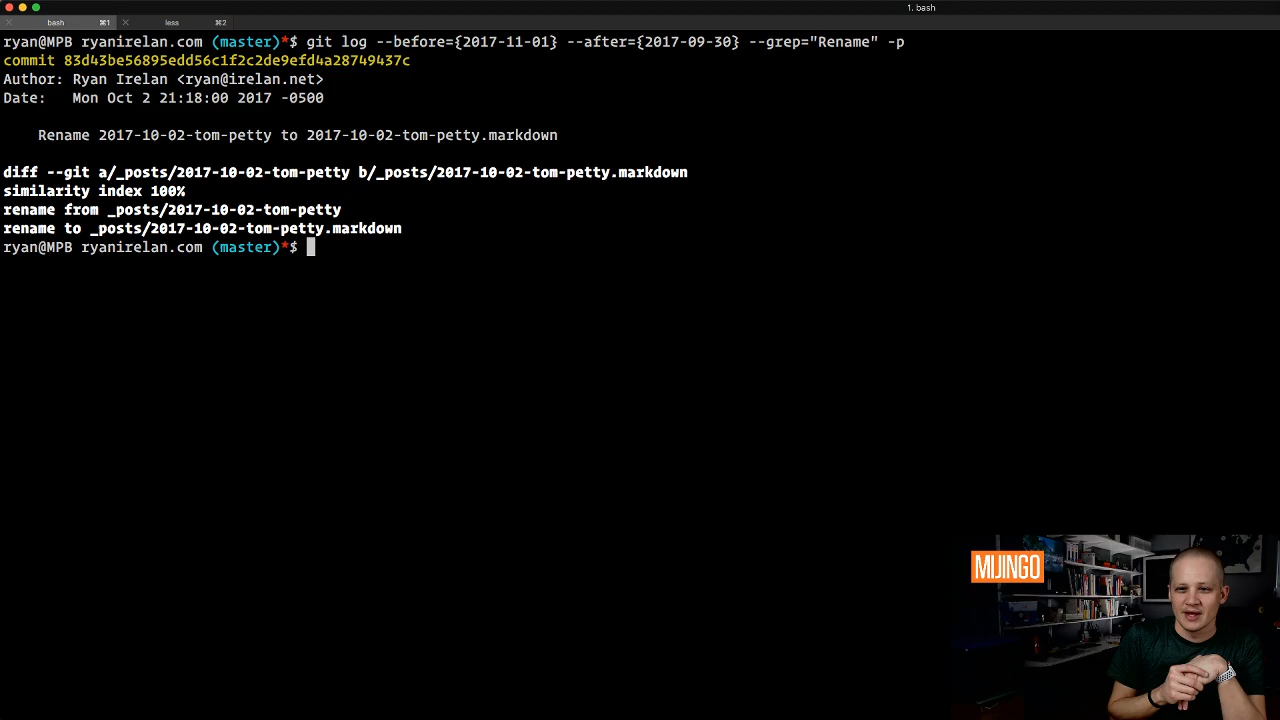 1. bash
bash ⌘1 less ⌘2
ryan@MPB ryanirelan.com (master)*$ git log --before={2017-11-01} --after={2017-09-30} --grep="Rename" -p
commit 83d43be56895edd56c1f2c2de9efd4a28749437c
Author: Ryan Irelan <ryan@irelan.net>
Date:   Mon Oct 2 21:18:00 2017 -0500
    Rename 2017-10-02-tom-petty to 2017-10-02-tom-petty.markdown
diff --git a/_posts/2017-10-02-tom-petty b/_posts/2017-10-02-tom-petty.markdown
similarity index 100%
rename from _posts/2017-10-02-tom-petty
rename to _posts/2017-10-02-tom-petty.markdown
ryan@MPB ryanirelan.com (master)*$
MIJINGO